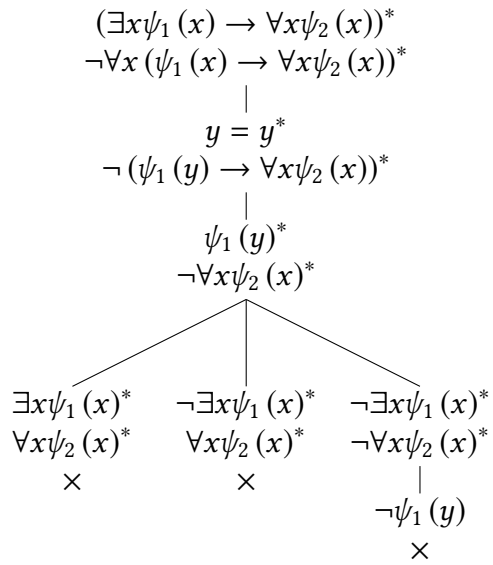 (∃xψ₁(x) → ∀xψ₂(x))*
¬∀x(ψ₁(x) → ∀xψ₂(x))*
y = y*
¬(ψ₁(y) → ∀xψ₂(x))*
ψ₁(y)*
¬∀xψ₂(x)*
∃xψ₁(x)* ¬∃xψ₁(x)* ¬∃xψ₁(x)*
∀xψ₂(x)* ∀xψ₂(x)* ¬∀xψ₂(x)*
× ×
¬ψ₁(y)
×